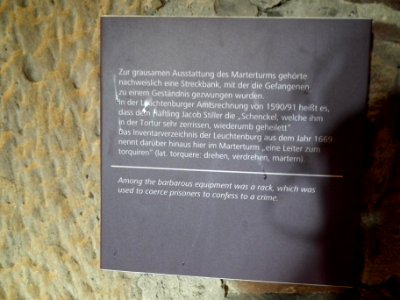 Zur grausamen Ausstattung des Marterturms gehörte
nachweislich eine Streckbank, mit der die Gefangenen
zu einem Geständnis gezwungen wurden.
In der Leuchtenburger Amtsrechnung von 1590/91 heißt es,
dass dem Häftling Jacob Stiller die „Schenckel, welche ihm
in der Tortur sehr zerrissen, wiederumb geheilett“
Das Inventarverzeichnis der Leuchtenburg aus dem Jahr 1669
nennt darüber hinaus hier im Marterturm „eine Leiter zum
torquiren“ (lat. torquere: drehen, verdrehen, martern).
Among the barbarous equipment was a rack, which was
used to coerce prisoners to confess to a crime.